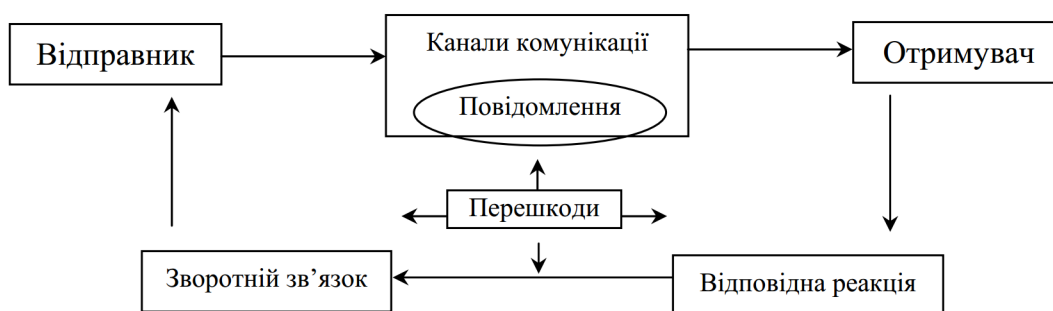 Відправник
Канали комунікації
Повідомлення
Отримувач
Перешкоди
Зворотній зв’язок
Відповідна реакція